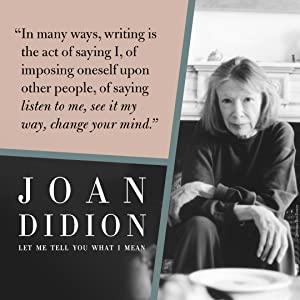 “In many ways, writing is
the act of saying I, of
imposing oneself upon
other people, of saying
listen to me, see it my
way, change your mind.”
JOAN
DIDION
LET ME TELL YOU WHAT I MEAN